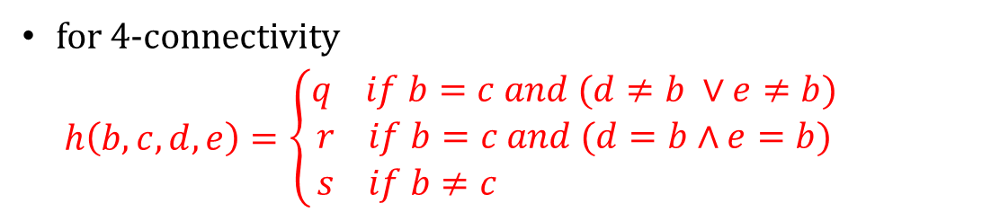 • for 4-connectivity
h(b, c, d, e) = { q if b = c and (d ≠ b ∨ e ≠ b)
r if b = c and (d = b ∧ e = b)
s if b ≠ c